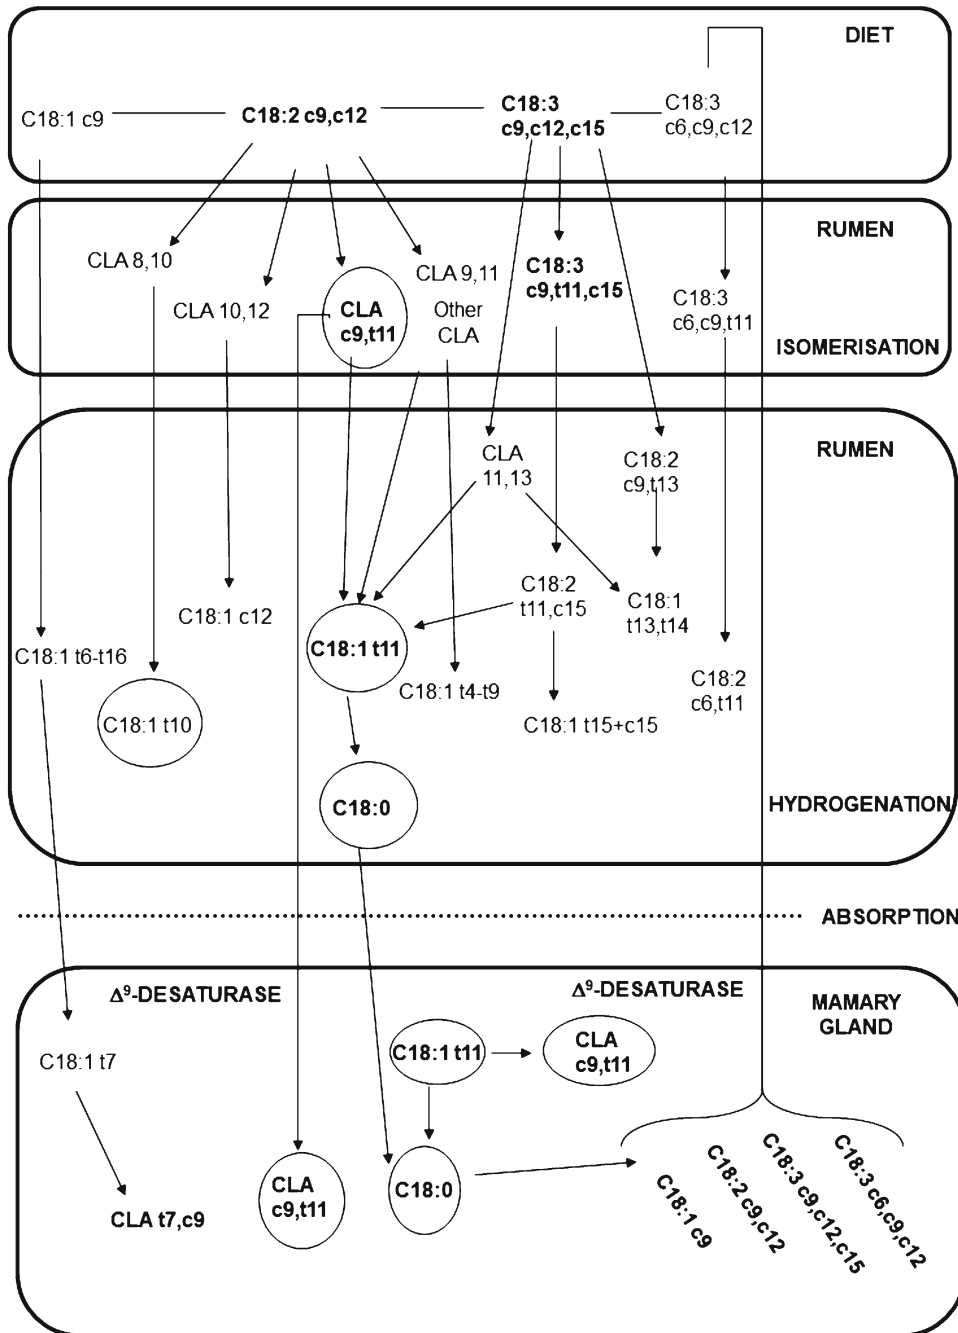 DIET
C18:1 c9
C18:2 c9,c12
C18:3
c9,c12,c15
C18:3
c6,c9,c12
RUMEN
CLA 8,10
CLA 10,12
CLA
c9,t11
CLA 9,11
Other
CLA
C18:3
c9,t11,c15
C18:3
c6,c9,t11
ISOMERISATION
RUMEN
CLA
11,13
C18:2
c9,t13
C18:1 c12
C18:2
t11,c15
C18:1
t13,t14
C18:1 t6-t16
C18:1 t10
C18:1 t11
C18:1 t4-t9
C18:1 t15+c15
C18:2
c6,t11
C18:0
HYDROGENATION
ABSORPTION
Δ⁹-DESATURASE
Δ⁹-DESATURASE
MAMARY
GLAND
C18:1 t7
C18:1 t11
CLA
c9,t11
CLA t7,c9
CLA
c9,t11
C18:0
C18:1 c9
C18:2 c9,c12
C18:3 c9,c12,c15
C18:3 c6,c9,c12